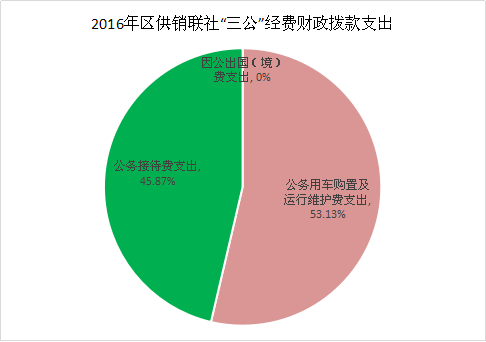 2016年区供销联社“三公”经费财政拨款支出
因公出国（境）
费支出, 0%
公务接待费支出,
45.87%
公务用车购置及
运行维护费支出,
53.13%